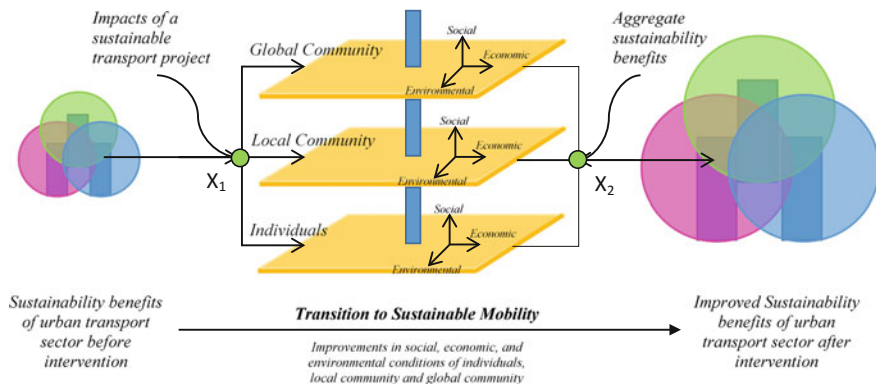 Impacts of a
sustainable
transport project
Global Community
Social
Economic
Environmental
Aggregate
sustainability
benefits
X1
Local Community
Social
Economic
Environmental
X2
Individuals
Social
Economic
Environmental
Sustainability benefits
of urban transport
sector before
intervention
Transition to Sustainable Mobility
Improvements in social, economic, and
environmental conditions of individuals,
local community and global community
Improved Sustainability
benefits of urban
transport sector after
intervention